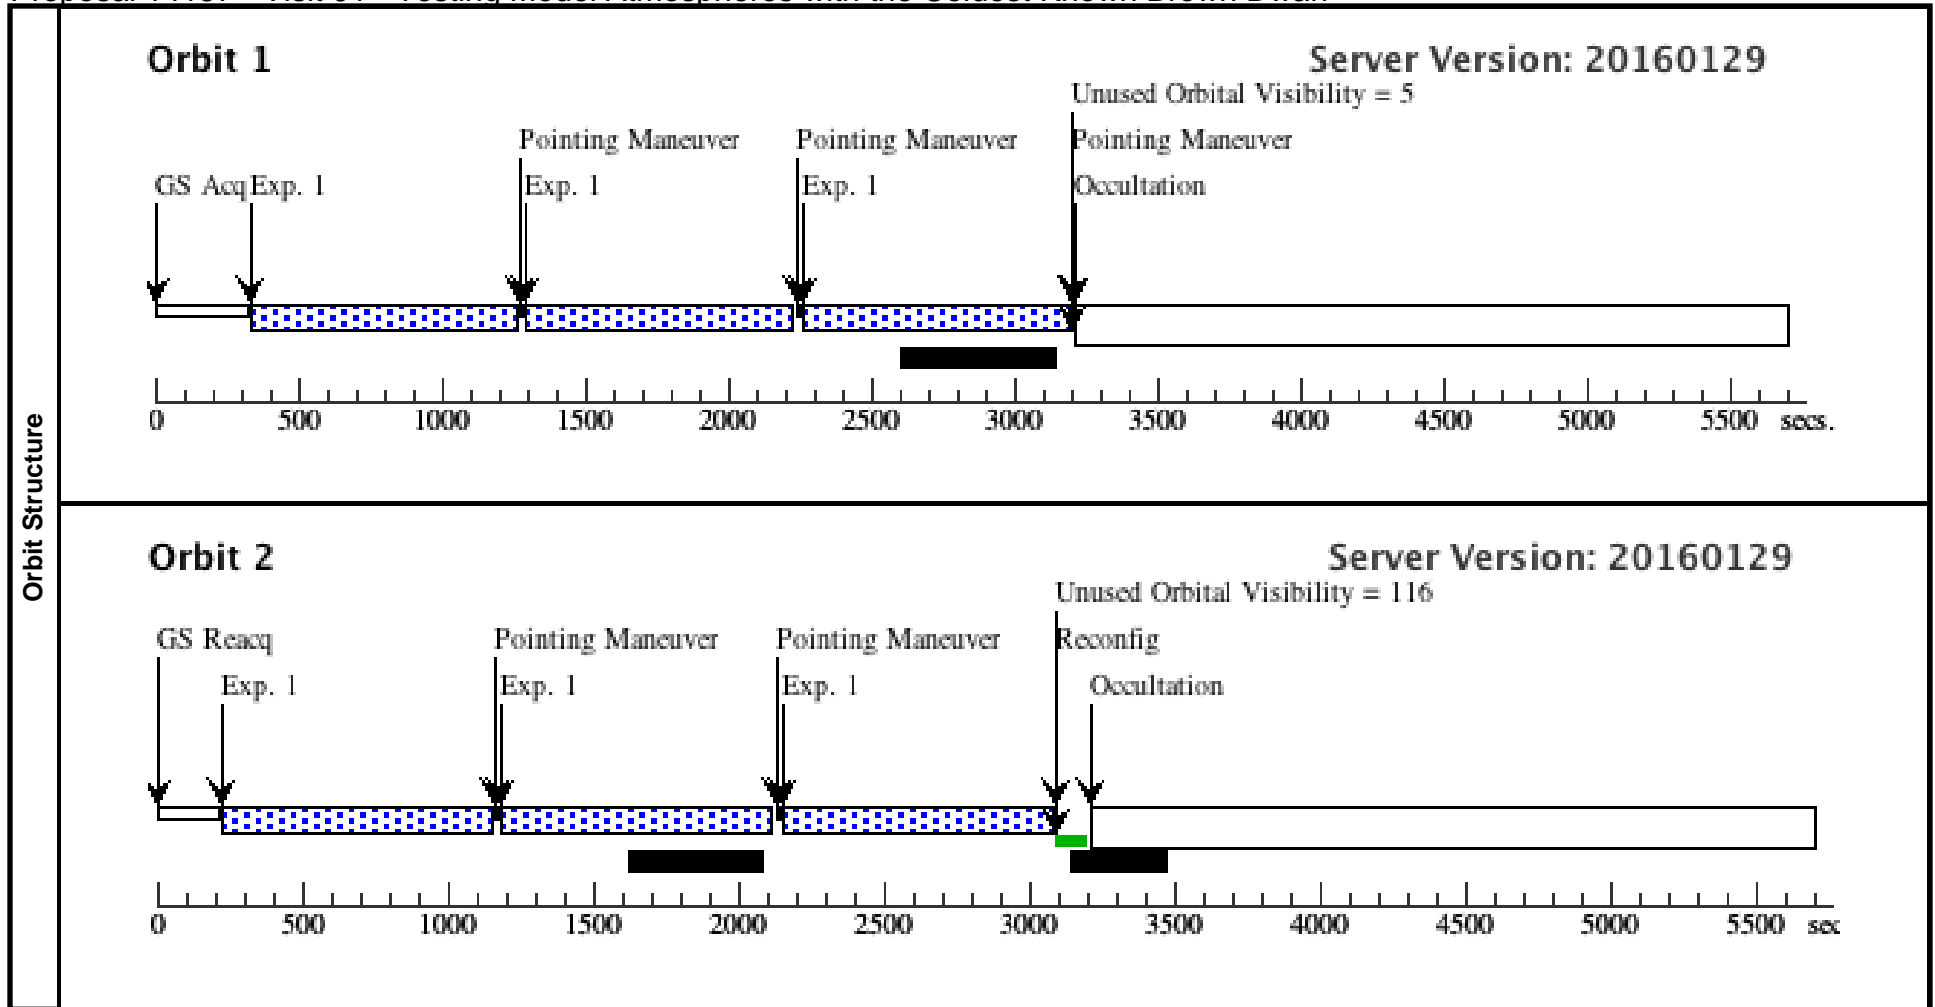 Orbit Structure
Orbit 1
Server Version: 20160129
Unused Orbital Visibility = 5
Pointing Maneuver Pointing Maneuver Pointing Maneuver
GS Acq Exp. 1 Exp. 1 Exp. 1 Occultation
0 500 1000 1500 2000 2500 3000 3500 4000 4500 5000 5500 secs.
Orbit 2
Server Version: 20160129
Unused Orbital Visibility = 116
GS Reacq Pointing Maneuver Pointing Maneuver Reconfig
Exp. 1 Exp. 1 Exp. 1 Occultation
0 500 1000 1500 2000 2500 3000 3500 4000 4500 5000 5500 sec